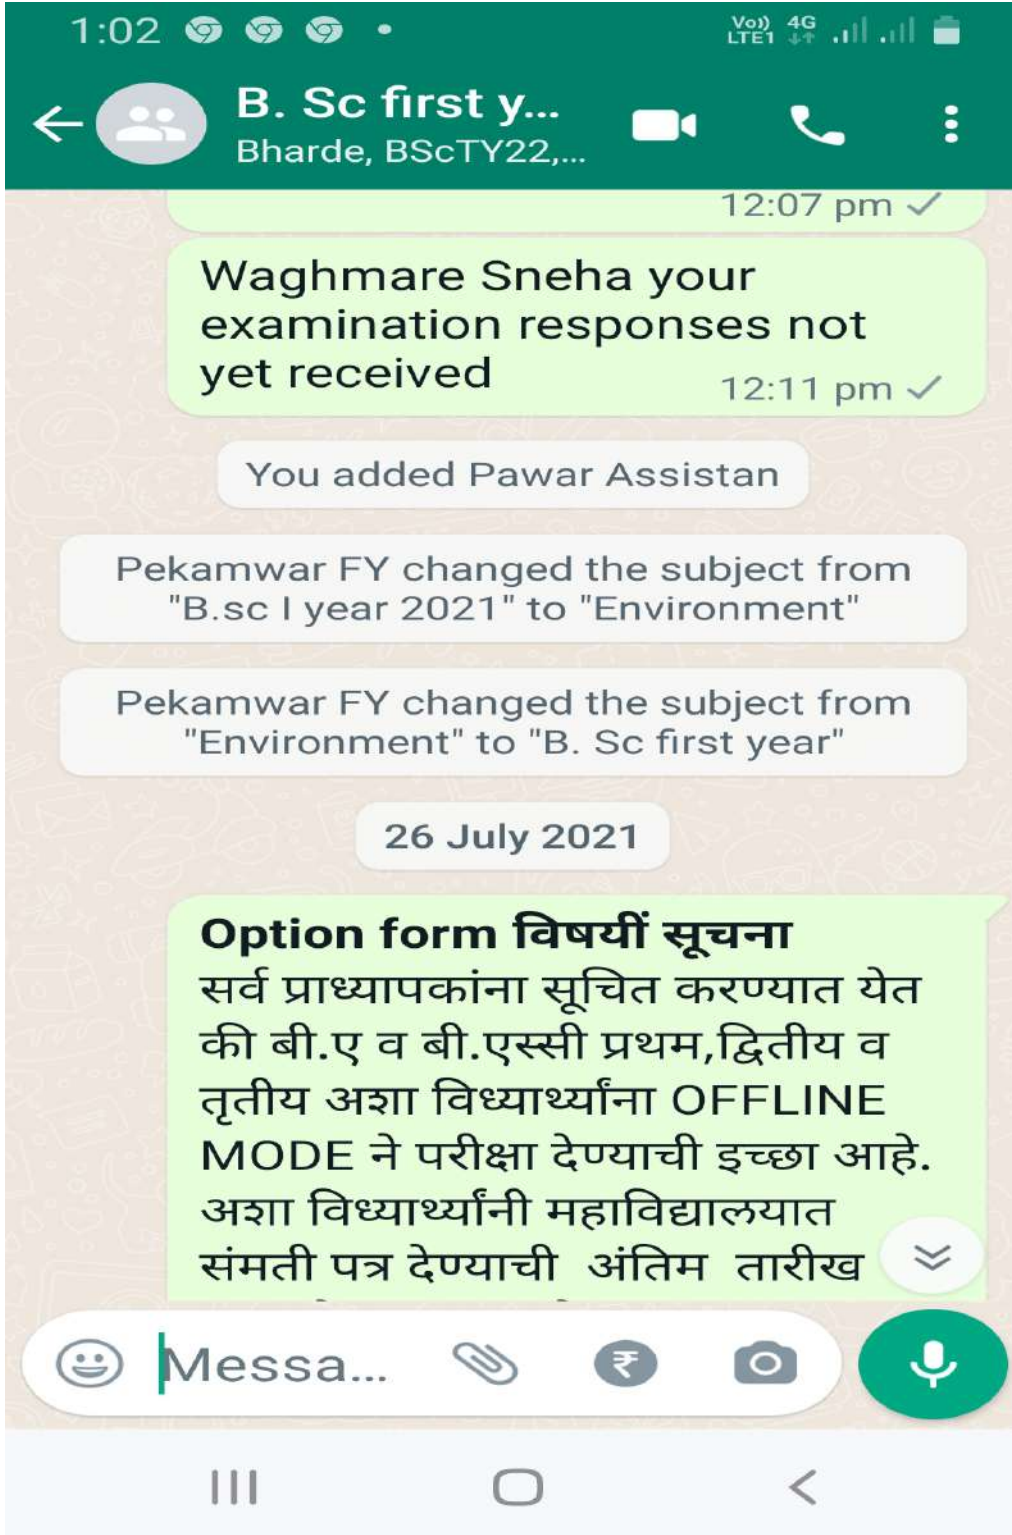 1:02
Vo)) 4G
LTE1
B. Sc first y...
Bharde, BScTY22,...
12:07 pm
Waghmare Sneha your
examination responses not
yet received
12:11 pm
You added Pawar Assistan
Pekamwar FY changed the subject from
"B.sc I year 2021" to "Environment"
Pekamwar FY changed the subject from
"Environment" to "B. Sc first year"
26 July 2021
Option form विषयीं सूचना
सर्व प्राध्यापकांना सूचित करण्यात येत
की बी.ए व बी.एस्सी प्रथम,द्वितीय व
तृतीय अशा विध्यार्थ्यांना OFFLINE
MODE ने परीक्षा देण्याची इच्छा आहे.
अशा विध्यार्थ्यांनी महाविद्यालयात
संमती पत्र देण्याची अंतिम तारीख
Messa...
₹